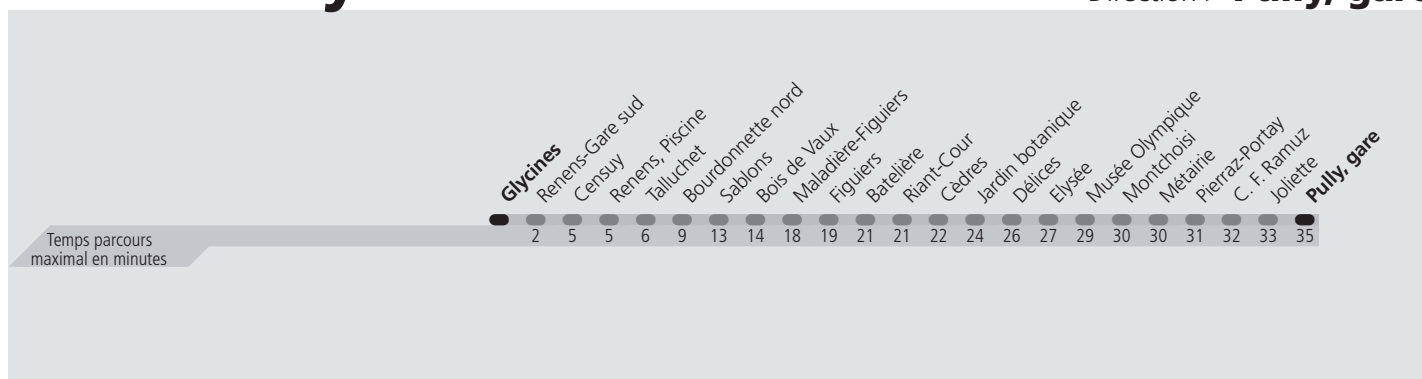 Direction : Pully, gare
Glycines
Renens-Gare sud
Censuy
Renens, Piscine
Talluchet
Bourdonnette nord
Sablons
Bois de Vaux
Maladière-Figuiers
Figuiers
Batelière
Riant-Cour
Cèdres
Jardin botanique
Délices
Elysée
Musée Olympique
Montchoisi
Métairie
Pierraz-Portay
C. F. Ramuz
Joliette
Pully, gare
2 5 5 6 9 13 14 18 19 21 21 22 24 26 27 29 30 30 31 32 33 35
Temps parcours
maximal en minutes